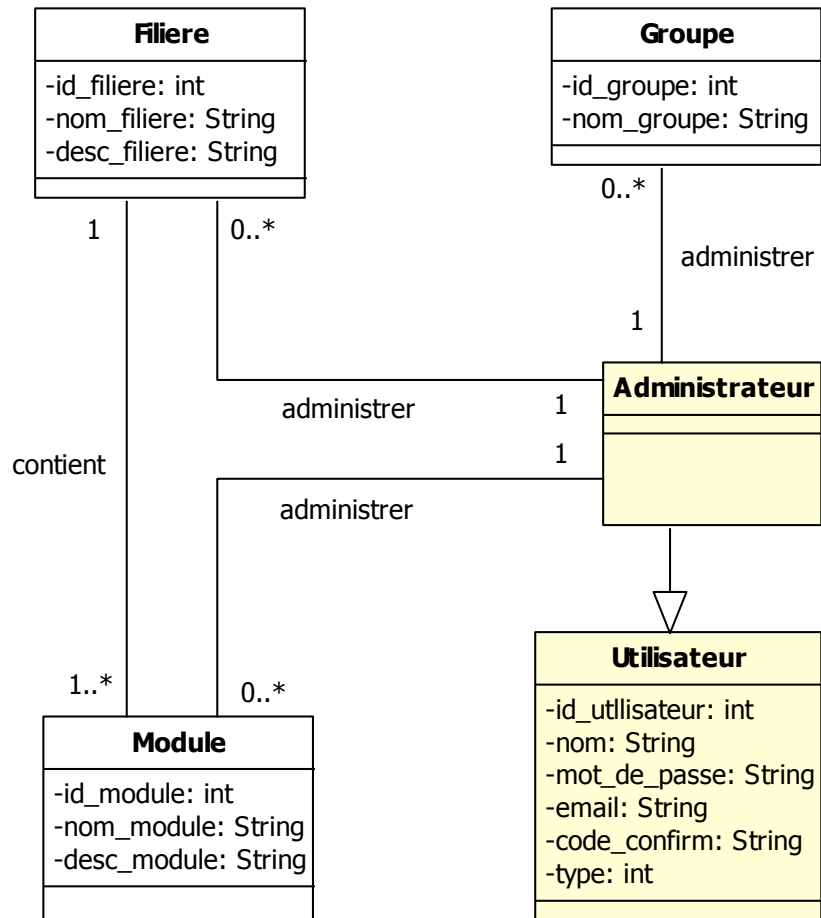 Filiere
-id_filiere: int
-nom_filiere: String
-desc_filiere: String
Groupe
-id_groupe: int
-nom_groupe: String
1
0..*
0..*
administrer
1
Administrateur
administrer
1
contient
1
administrer
Utilisateur
-id_utllisateur: int
-nom: String
-mot_de_passe: String
-email: String
-code_confirm: String
-type: int
1..*
0..*
Module
-id_module: int
-nom_module: String
-desc_module: String